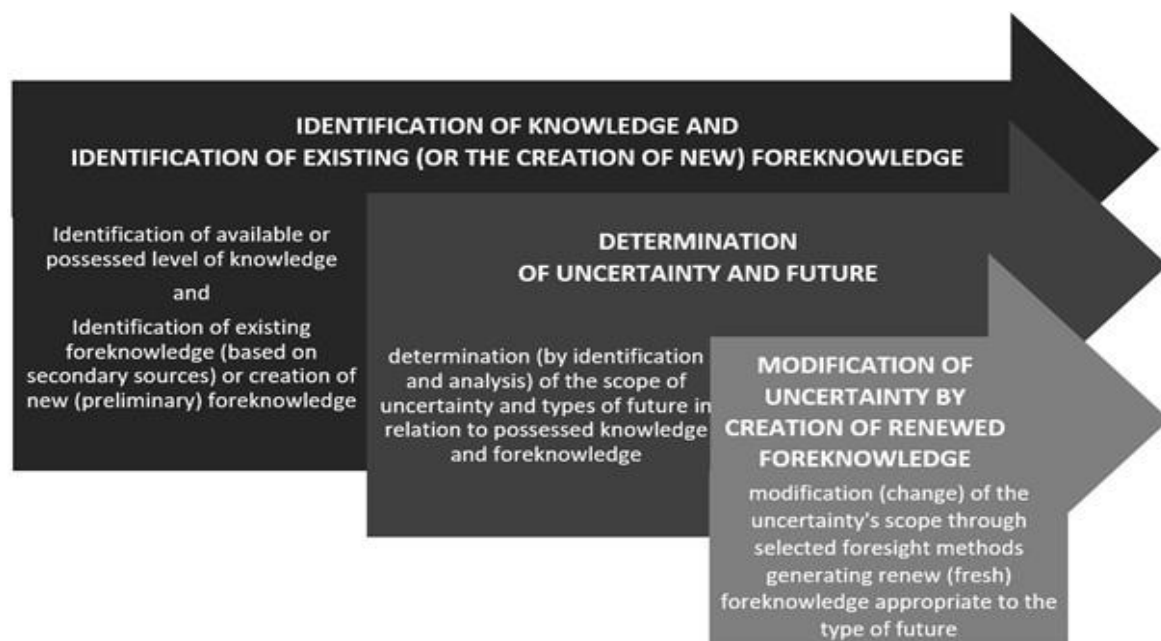 IDENTIFICATION OF KNOWLEDGE AND
IDENTIFICATION OF EXISTING (OR THE CREATION OF NEW) FOREKNOWLEDGE
Identification of available or
possessed level of knowledge
and
Identification of existing
foreknowledge (based on
secondary sources) or creation of
new (preliminary) foreknowledge
DETERMINATION
OF UNCERTAINTY AND FUTURE
determination (by identification
and analysis) of the scope of
uncertainty and types of future in
relation to possessed knowledge
and foreknowledge
MODIFICATION OF
UNCERTAINTY BY
CREATION OF RENEWED
FOREKNOWLEDGE
modification (change) of the
uncertainty's scope through
selected foresight methods
generating renew (fresh)
foreknowledge appropriate to the
type of future